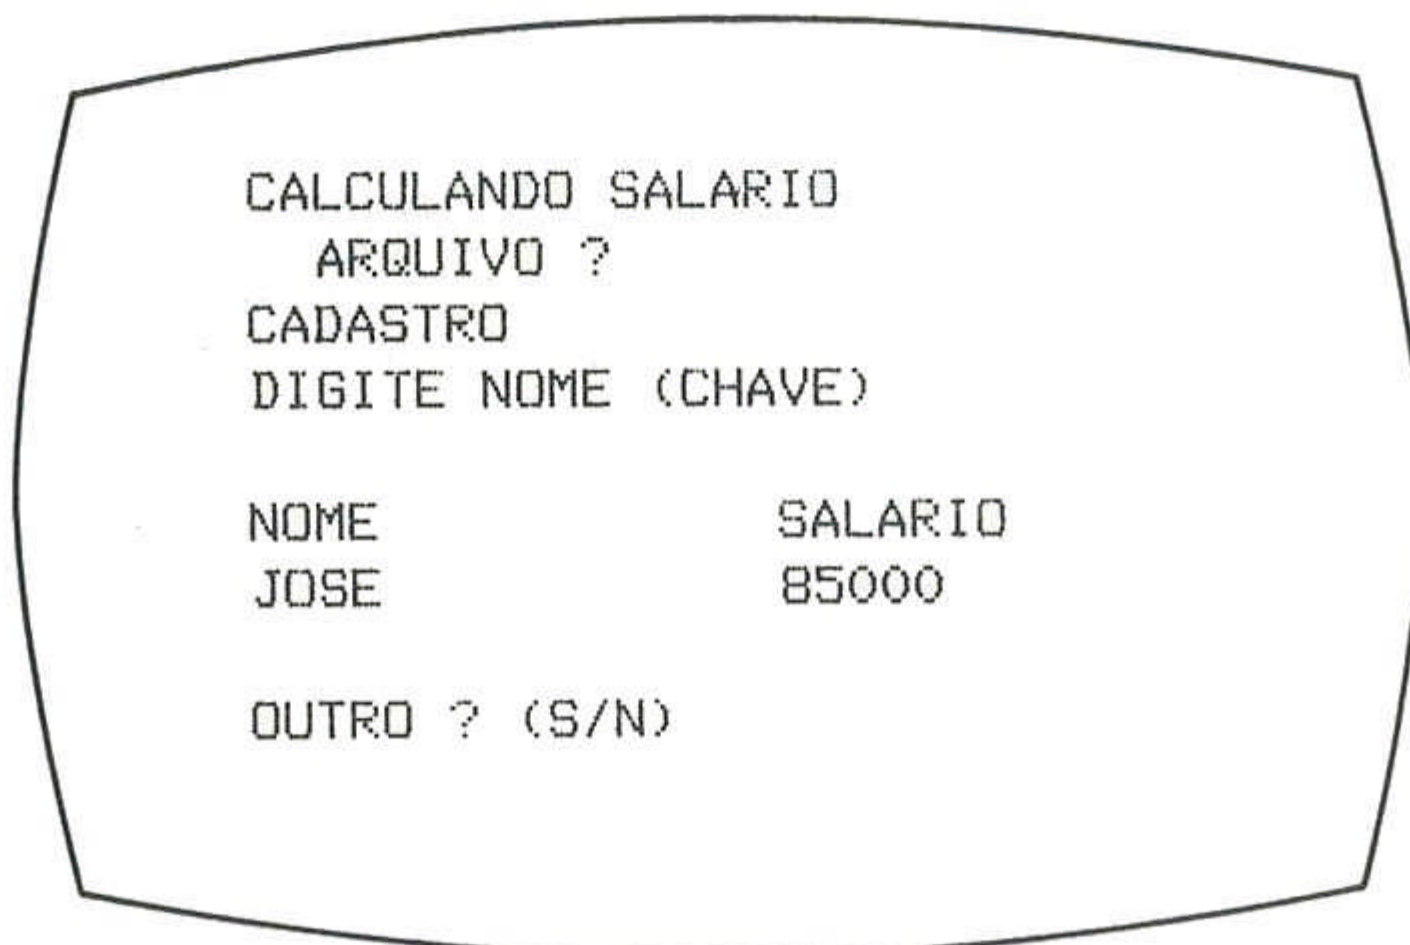 CALCULANDO SALARIO
ARQUIVO ?
CADASTRO
DIGITE NOME (CHAVE)
NOME SALARIO
JOSE 85000
OUTRO ? (S/N)